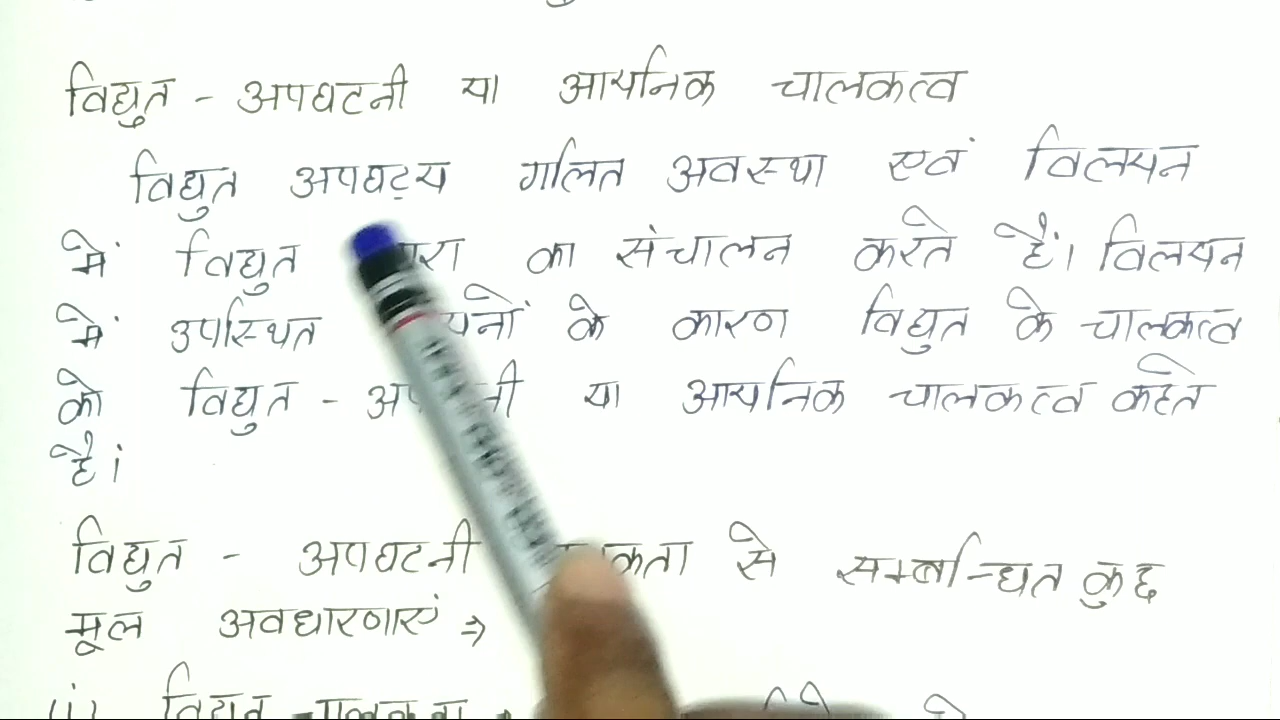 विद्युत - अपघटनी या आयनिक चालकत्व
विद्युत अपघट्य गलित अवस्था एवं विलयन
में विद्युत का संचालन करते हैं। विलयन
में उपस्थित के कारण विद्युत के चालकत्व
को विद्युत - या आयनिक चालकत्व कहते
है।
विद्युत - अपघटनी से सम्बन्धित कुछ
मूल अवधारणाएं ⇒
(i) विद्युत चालकता